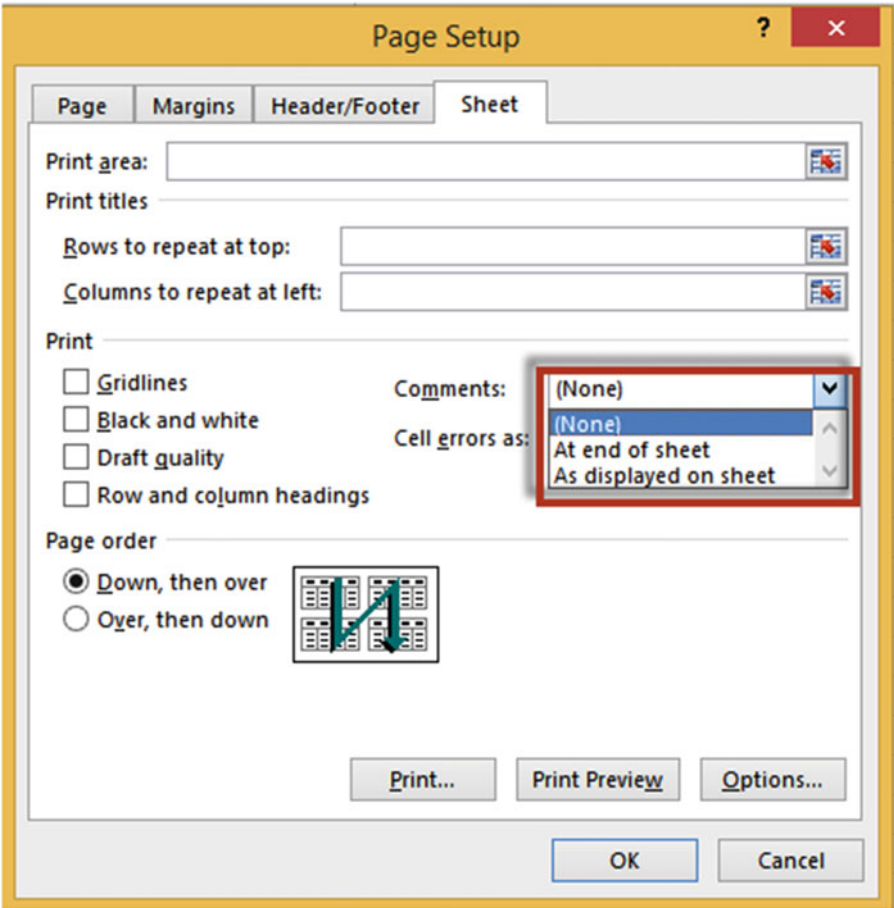 Page Setup
?
Page Margins Header/Footer Sheet
Print area:
Print titles
Rows to repeat at top:
Columns to repeat at left:
Print
Gridlines
Comments: (None)
Black and white
(None)
Cell errors as:
At end of sheet
Draft quality
As displayed on sheet
Row and column headings
Page order
Down, then over
Over, then down
Print... Print Preview Options...
OK Cancel